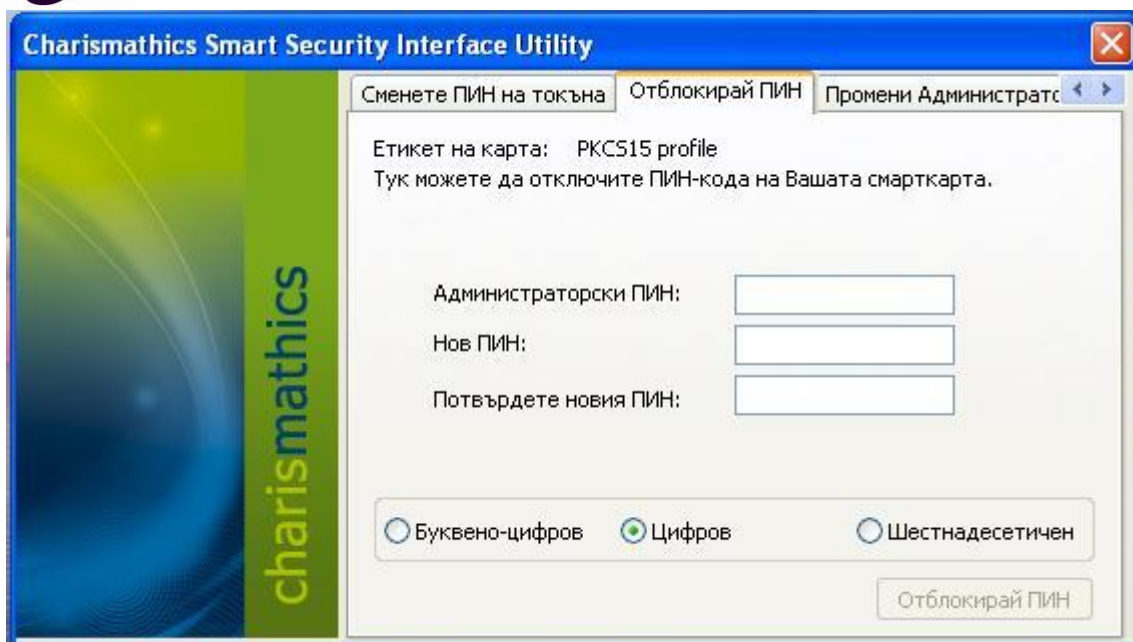 Charismathics Smart Security Interface Utility
Сменете ПИН на токъна Отблокирай ПИН Промени Администратс
Етикет на карта: PKCS15 profile
Тук можете да отключите ПИН-кода на Вашата смарткарта.
Администраторски ПИН:
Нов ПИН:
Потвърдете новия ПИН:
Буквено-цифров Цифров Шестнадесетичен
Отблокирай ПИН
charismathics